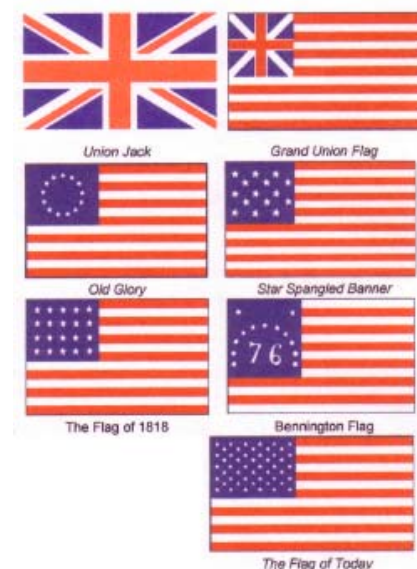 Union Jack
Grand Union Flag
Old Glory
Star Spangled Banner
76
The Flag of 1818
Bennington Flag
The Flag of Today